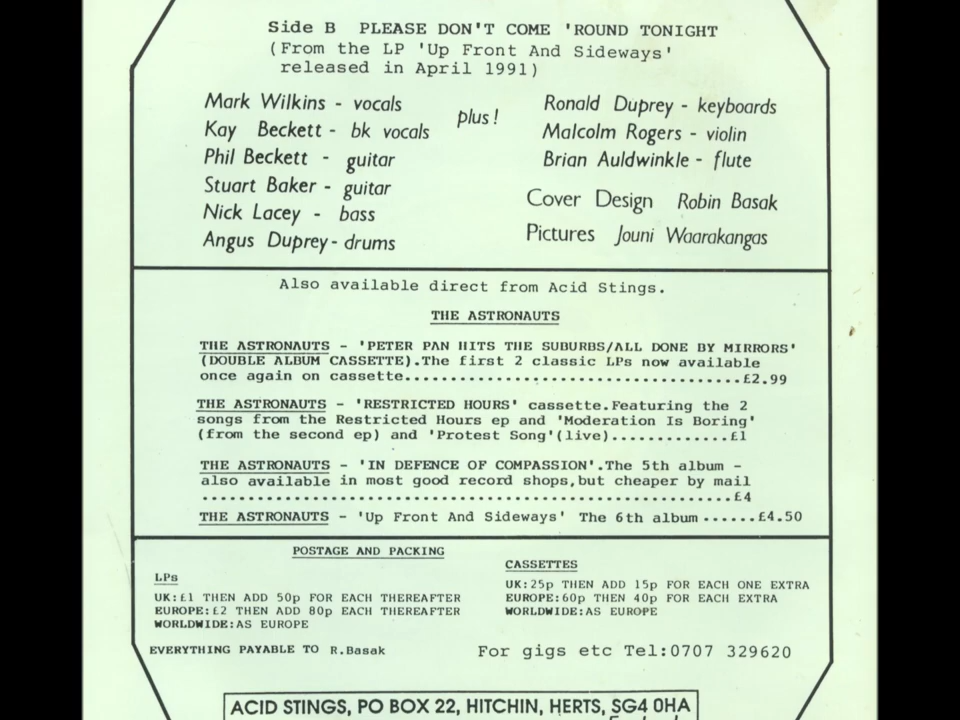 Side B PLEASE DON'T COME 'ROUND TONIGHT
(From the LP 'Up Front And Sideways'
released in April 1991)
Mark Wilkins - vocals
Kay Beckett - bk vocals
Phil Beckett - guitar
Stuart Baker - guitar
Nick Lacey - bass
Angus Duprey - drums
plus!
Ronald Duprey - keyboards
Malcolm Rogers - violin
Brian Auldwinkle - flute
Cover Design Robin Basak
Pictures Jouni Waarakangas
Also available direct from Acid Stings.
THE ASTRONAUTS
THE ASTRONAUTS - 'PETER PAN HITS THE SUBURBS/ALL DONE BY MIRRORS'
(DOUBLE ALBUM CASSETTE).The first 2 classic LPs now available
once again on cassette..................................£2.99
THE ASTRONAUTS - 'RESTRICTED HOURS' cassette.Featuring the 2
songs from the Restricted Hours ep and 'Moderation Is Boring'
(from the second ep) and 'Protest Song'(live)............£1
THE ASTRONAUTS - 'IN DEFENCE OF COMPASSION'.The 5th album -
also available in most good record shops,but cheaper by mail
.....................................................£4
THE ASTRONAUTS - 'Up Front And Sideways' The 6th album ......£4.50
POSTAGE AND PACKING
LPs
UK:£1 THEN ADD 50p FOR EACH THEREAFTER
EUROPE:£2 THEN ADD 80p EACH THEREAFTER
WORLDWIDE:AS EUROPE
CASSETTES
UK:25p THEN ADD 15p FOR EACH ONE EXTRA
EUROPE:60p THEN 40p FOR EACH EXTRA
WORLDWIDE:AS EUROPE
EVERYTHING PAYABLE TO R.Basak
For gigs etc Tel:0707 329620
ACID STINGS, PO BOX 22, HITCHIN, HERTS, SG4 0HA